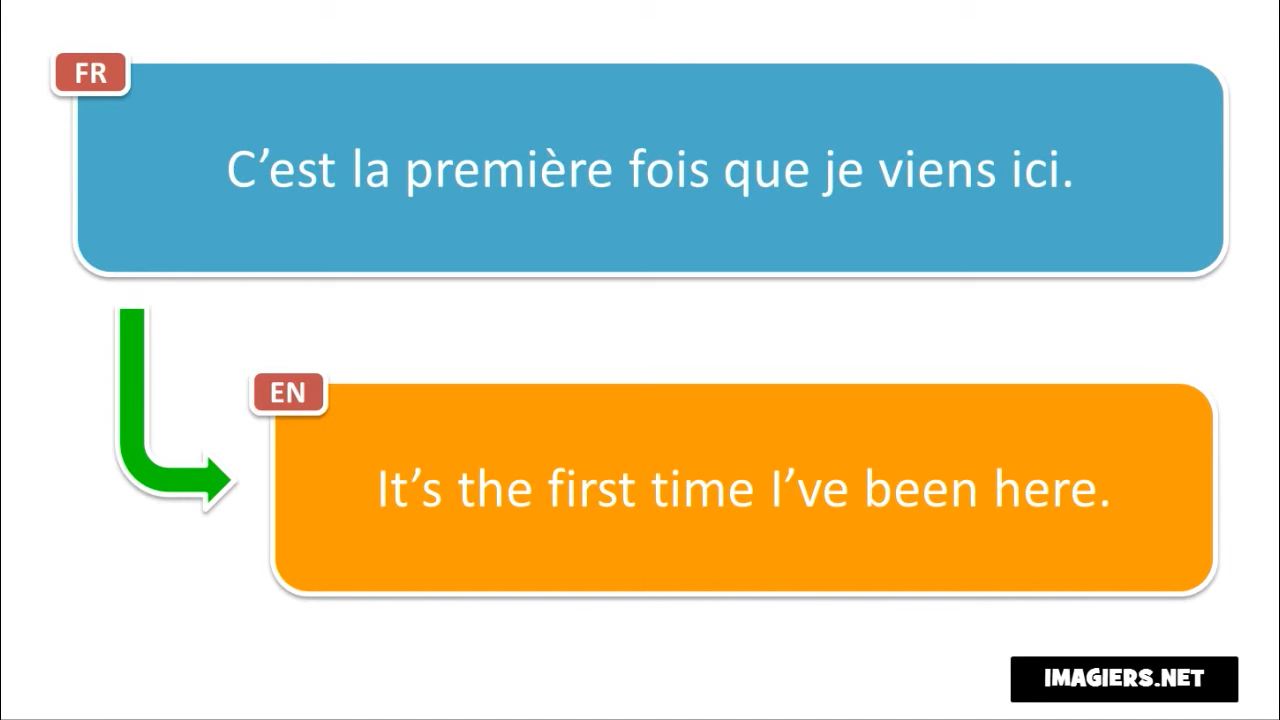 FR
C’est la première fois que je viens ici.
EN
It’s the first time I’ve been here.
IMAGIERS.NET